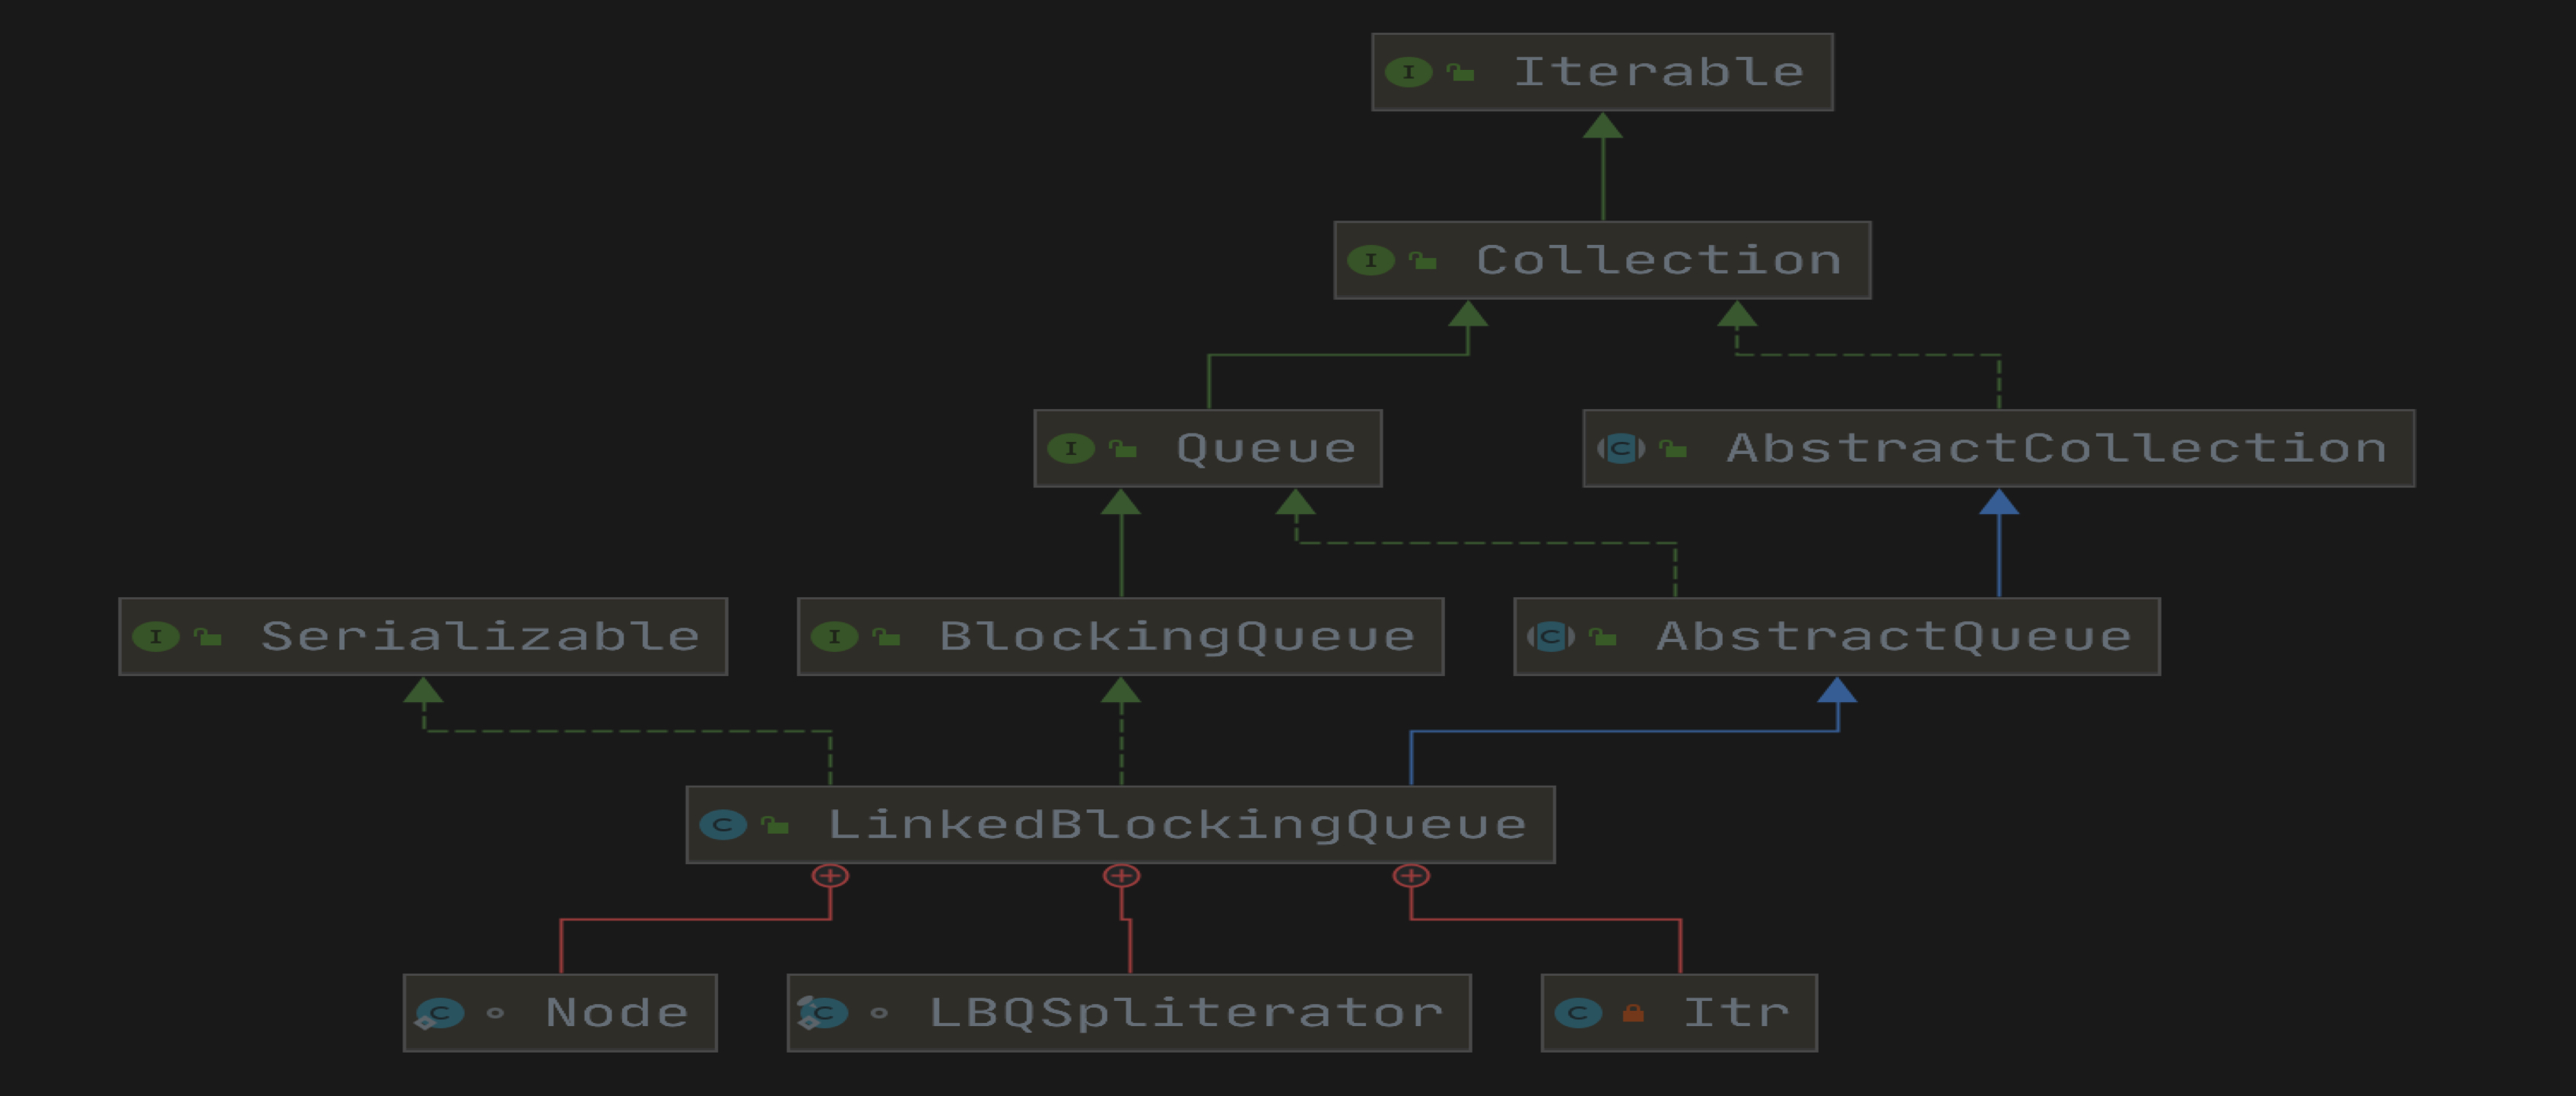 I Iterable
I Collection
I Queue
C AbstractCollection
I Serializable
I BlockingQueue
C AbstractQueue
C LinkedBlockingQueue
C Node
C LBQSpliterator
C Itr